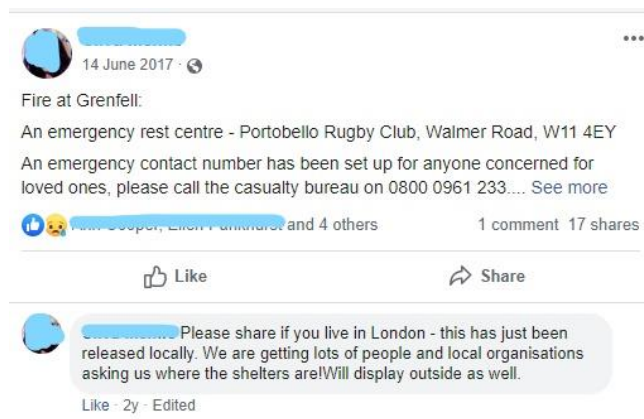 14 June 2017 ·
Fire at Grenfell:
An emergency rest centre - Portobello Rugby Club, Walmer Road, W11 4EY
An emergency contact number has been set up for anyone concerned for
loved ones, please call the casualty bureau on 0800 0961 233.... See more
and 4 others
1 comment 17 shares
Like
Share
Please share if you live in London - this has just been
released locally. We are getting lots of people and local organisations
asking us where the shelters are!Will display outside as well.
Like · 2y · Edited